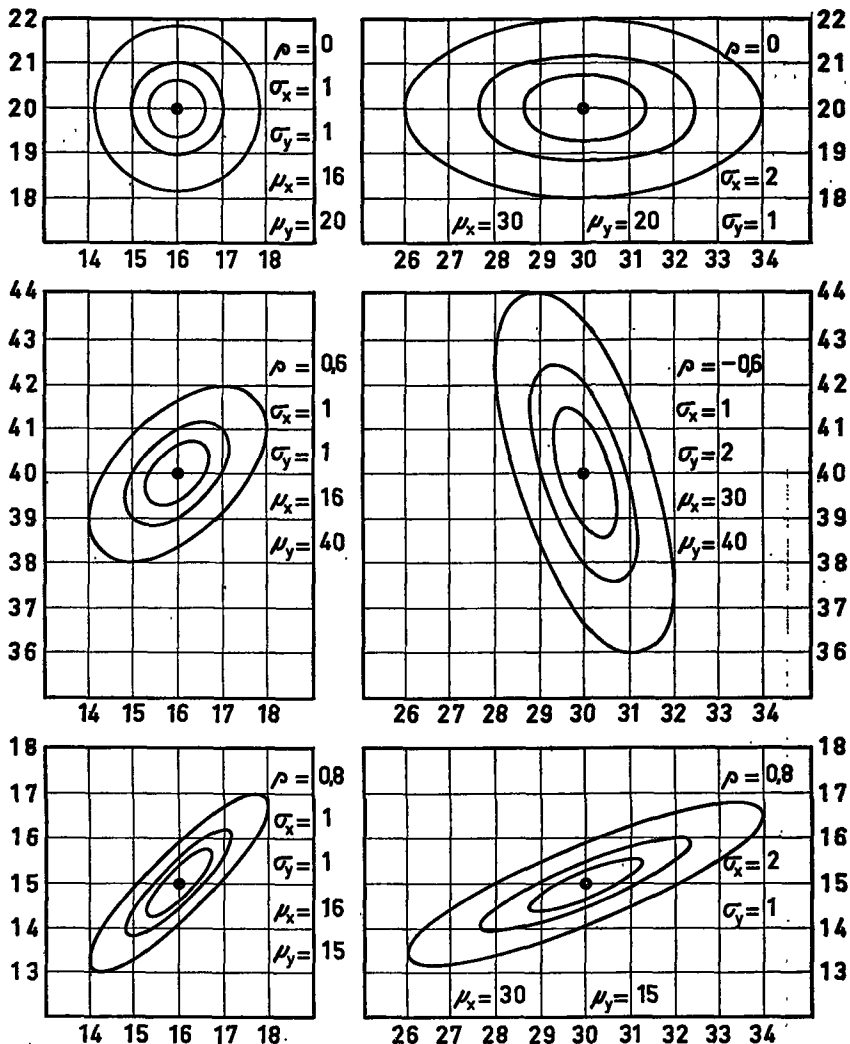 22 ρ = 0 ρ = 0 22
21 21
σx = 1
20 20
σy = 1
19 19
μx = 16 σx = 2
18 18
μy = 20 μx = 30 μy = 20 σy = 1
14 15 16 17 18 26 27 28 29 30 31 32 33 34
44 44
43 43
42 ρ = 0,6 ρ = -0,6 42
41 σx = 1 σx = 1 41
σy = 1 σy = 2
40 40
39 μx = 16 μx = 30 39
μy = 40 μy = 40
38 38
37 37
36 36
14 15 16 17 18 26 27 28 29 30 31 32 33 34
18 18
ρ = 0,8 ρ = 0,8
17 17
σx = 1
16 16
σy = 1 σx = 2
15 15
μx = 16 σy = 1
14 14
μy = 15
13 13
μx = 30 μy = 15
14 15 16 17 18 26 27 28 29 30 31 32 33 34